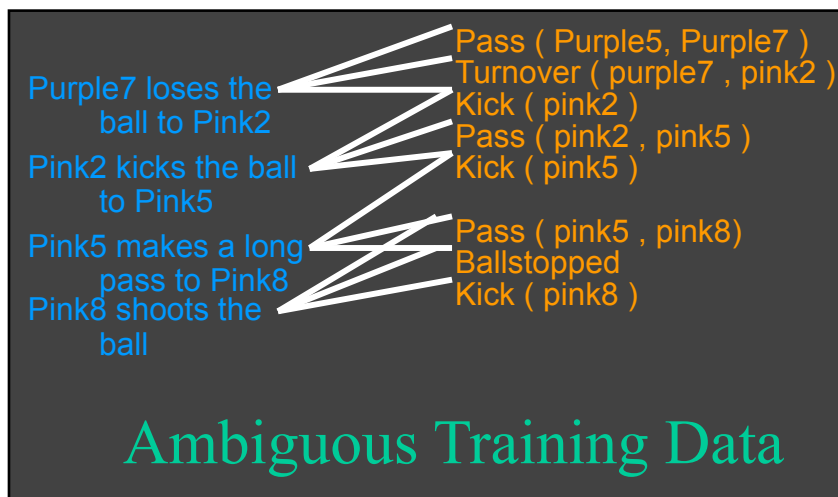 Purple7 loses the
ball to Pink2
Pink2 kicks the ball
to Pink5
Pink5 makes a long
pass to Pink8
Pink8 shoots the
ball
Pass ( Purple5, Purple7 )
Turnover ( purple7 , pink2 )
Kick ( pink2 )
Pass ( pink2 , pink5 )
Kick ( pink5 )
Pass ( pink5 , pink8)
Ballstopped
Kick ( pink8 )
Ambiguous Training Data